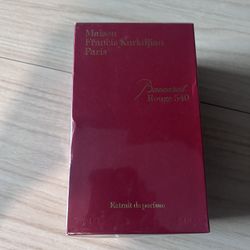 Maison
Francis Kurkdjian
Paris
Baccarat
Rouge 540
Extrait de parfum